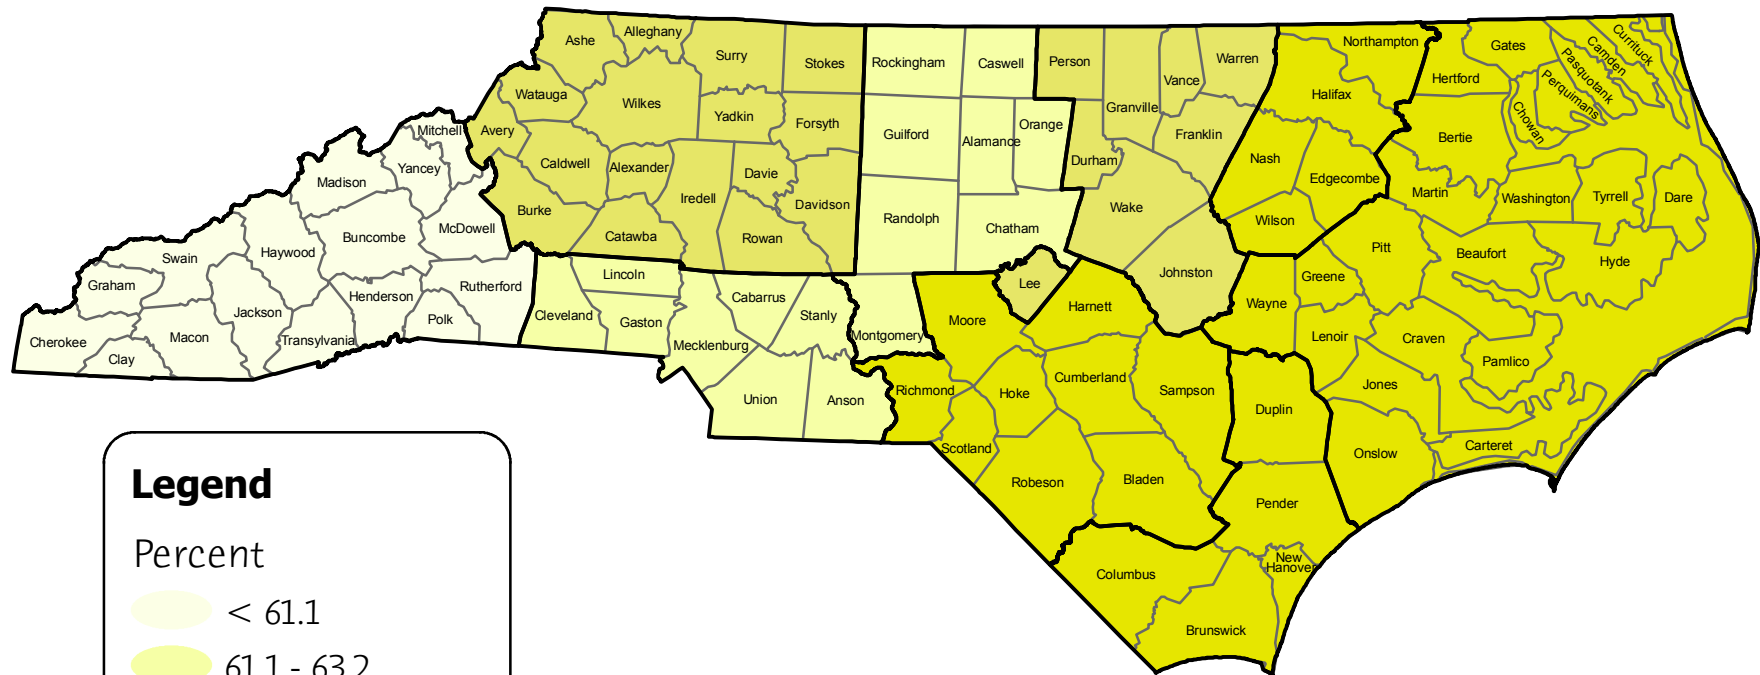 Ashe
Alleghany
Surry
Stokes
Rockingham
Caswell
Person
Granville
Vance
Warren
Northampton
Gates
Currituck
Camden
Pasquotank
Perquimans
Chowan
Hertford
Halifax
Bertie
Watauga
Wilkes
Yadkin
Forsyth
Guilford
Alamance
Orange
Durham
Franklin
Nash
Edgecombe
Martin
Washington
Tyrrell
Dare
Mitchell
Avery
Yancey
Madison
Caldwell
Alexander
Iredell
Davie
Davidson
Burke
Catawba
Rowan
Randolph
Chatham
Wake
Wilson
Pitt
Beaufort
Hyde
McDowell
Buncombe
Haywood
Swain
Graham
Cherokee
Clay
Macon
Jackson
Transylvania
Henderson
Polk
Rutherford
Cleveland
Lincoln
Gaston
Mecklenburg
Cabarrus
Stanly
Union
Anson
Montgomery
Moore
Lee
Harnett
Johnston
Wayne
Greene
Lenoir
Craven
Pamlico
Jones
Carteret
Onslow
Duplin
Sampson
Cumberland
Hoke
Richmond
Scotland
Robeson
Bladen
Pender
New
Hanover
Columbus
Brunswick
Legend
Percent
< 61.1
61.1 - 63.2